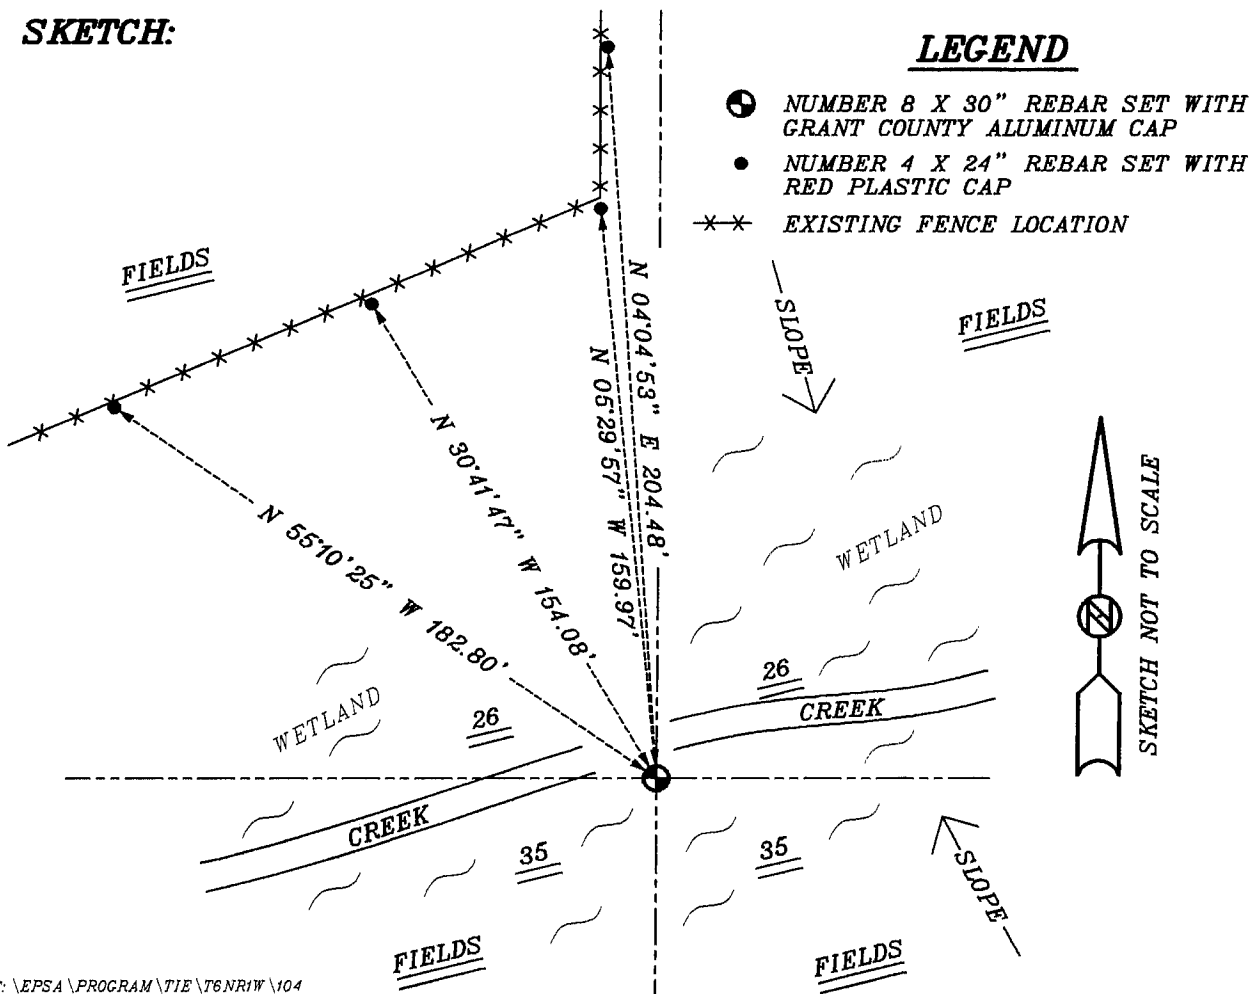 SKETCH:
LEGEND
NUMBER 8 X 30" REBAR SET WITH
GRANT COUNTY ALUMINUM CAP
NUMBER 4 X 24" REBAR SET WITH
RED PLASTIC CAP
EXISTING FENCE LOCATION
FIELDS
SLOPE
FIELDS
N 04°04'53" E 204.48'
N 05°29'57" W 159.97'
N 30°41'47" W 154.08'
N 55°10'25" W 182.80'
WETLAND
SKETCH NOT TO SCALE
N
26
CREEK
WETLAND
26
CREEK
35
35
SLOPE
FIELDS
FIELDS
: \EPSA\PROGRAM\TIE\T6NR1W\104